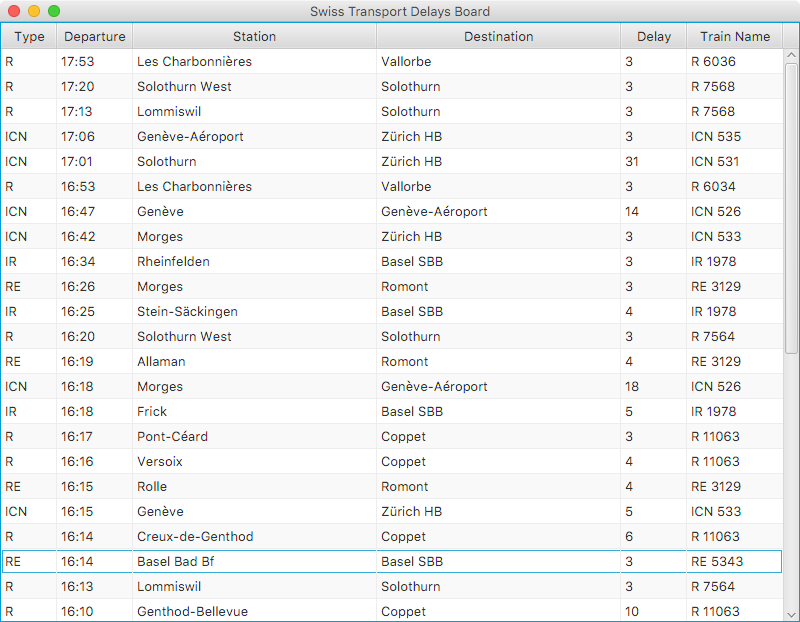 Swiss Transport Delays Board
Type Departure Station Destination Delay Train Name
R 17:53 Les Charbonnières Vallorbe 3 R 6036
R 17:20 Solothurn West Solothurn 3 R 7568
R 17:13 Lommiswil Solothurn 3 R 7568
ICN 17:06 Genève-Aéroport Zürich HB 3 ICN 535
ICN 17:01 Solothurn Zürich HB 31 ICN 531
R 16:53 Les Charbonnières Vallorbe 3 R 6034
ICN 16:47 Genève Genève-Aéroport 14 ICN 526
ICN 16:42 Morges Zürich HB 3 ICN 533
IR 16:34 Rheinfelden Basel SBB 3 IR 1978
RE 16:26 Morges Romont 3 RE 3129
IR 16:25 Stein-Säckingen Basel SBB 4 IR 1978
R 16:20 Solothurn West Solothurn 3 R 7564
RE 16:19 Allaman Romont 4 RE 3129
ICN 16:18 Morges Genève-Aéroport 18 ICN 526
IR 16:18 Frick Basel SBB 5 IR 1978
R 16:17 Pont-Céard Coppet 3 R 11063
R 16:16 Versoix Coppet 4 R 11063
RE 16:15 Rolle Romont 4 RE 3129
ICN 16:15 Genève Zürich HB 5 ICN 533
R 16:14 Creux-de-Genthod Coppet 6 R 11063
RE 16:14 Basel Bad Bf Basel SBB 3 RE 5343
R 16:13 Lommiswil Solothurn 3 R 7564
R 16:10 Genthod-Bellevue Coppet 10 R 11063